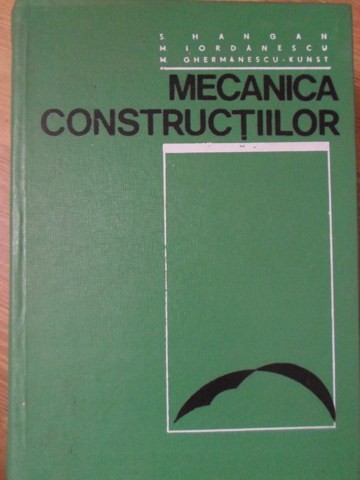 S. HANGAN
M IORDĂNESCU
M. GHERMĂNESCU-KUNST
MECANICA
CONSTRUCȚIILOR